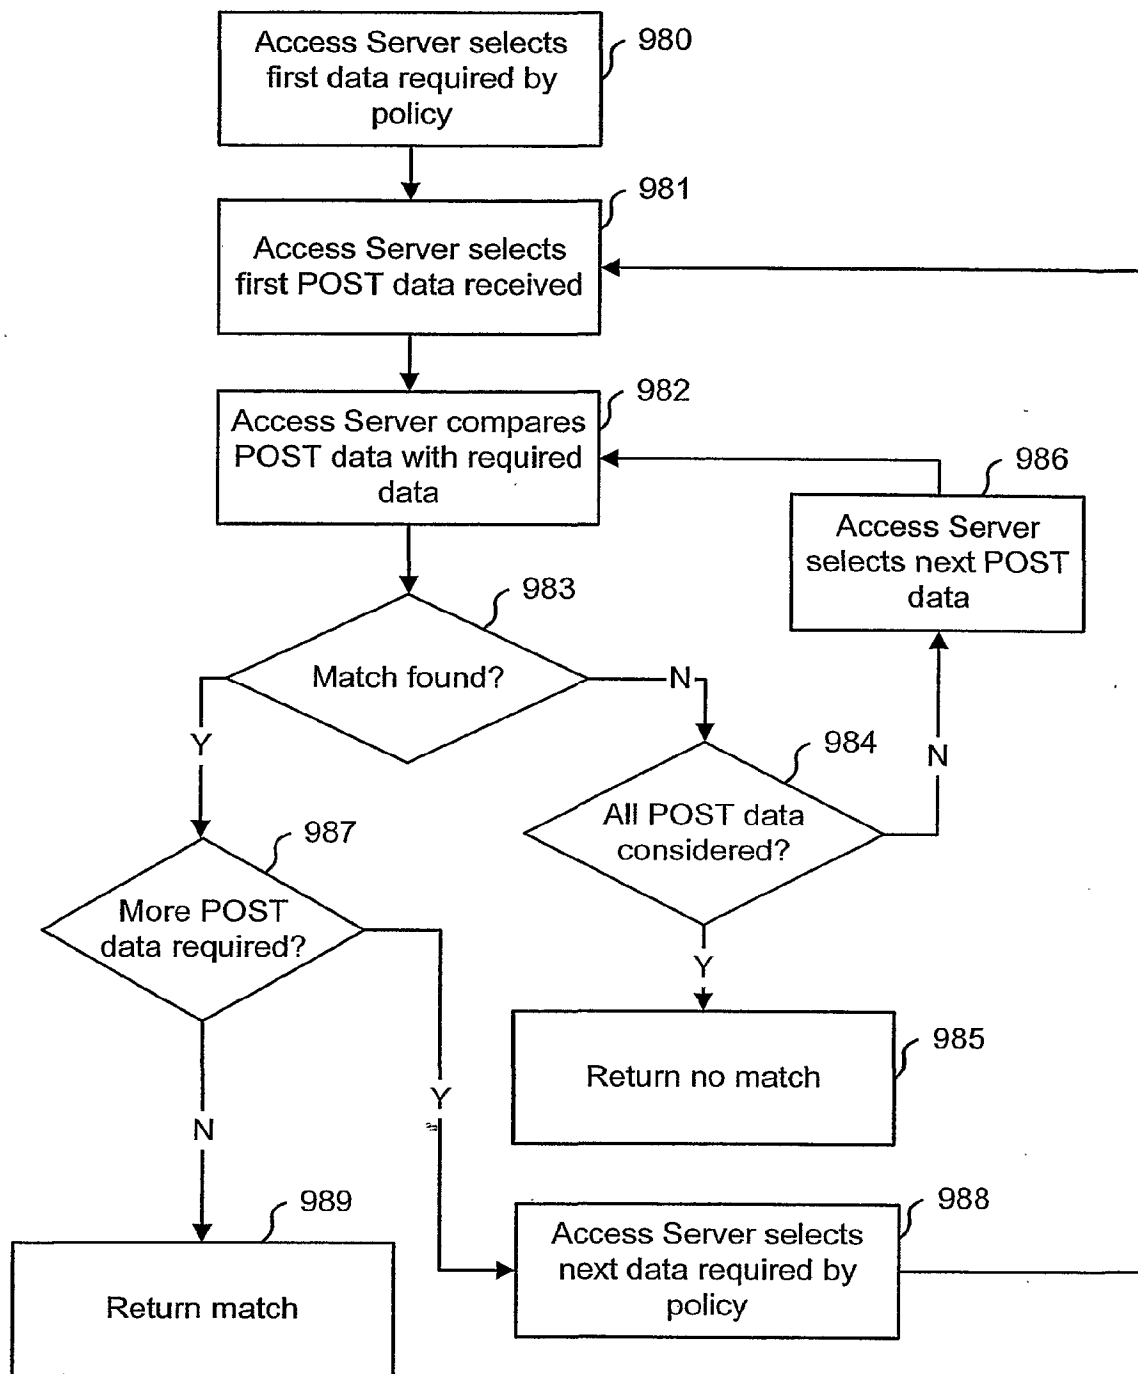 Access Server selects
first data required by
policy
980
981
Access Server selects
first POST data received
982
Access Server compares
POST data with required
data
986
Access Server
selects next POST
data
983
Match found?
N
Y
984
All POST data
considered?
N
987
More POST
data required?
Y
985
Return no match
Y
N
989
Return match
988
Access Server selects
next data required by
policy